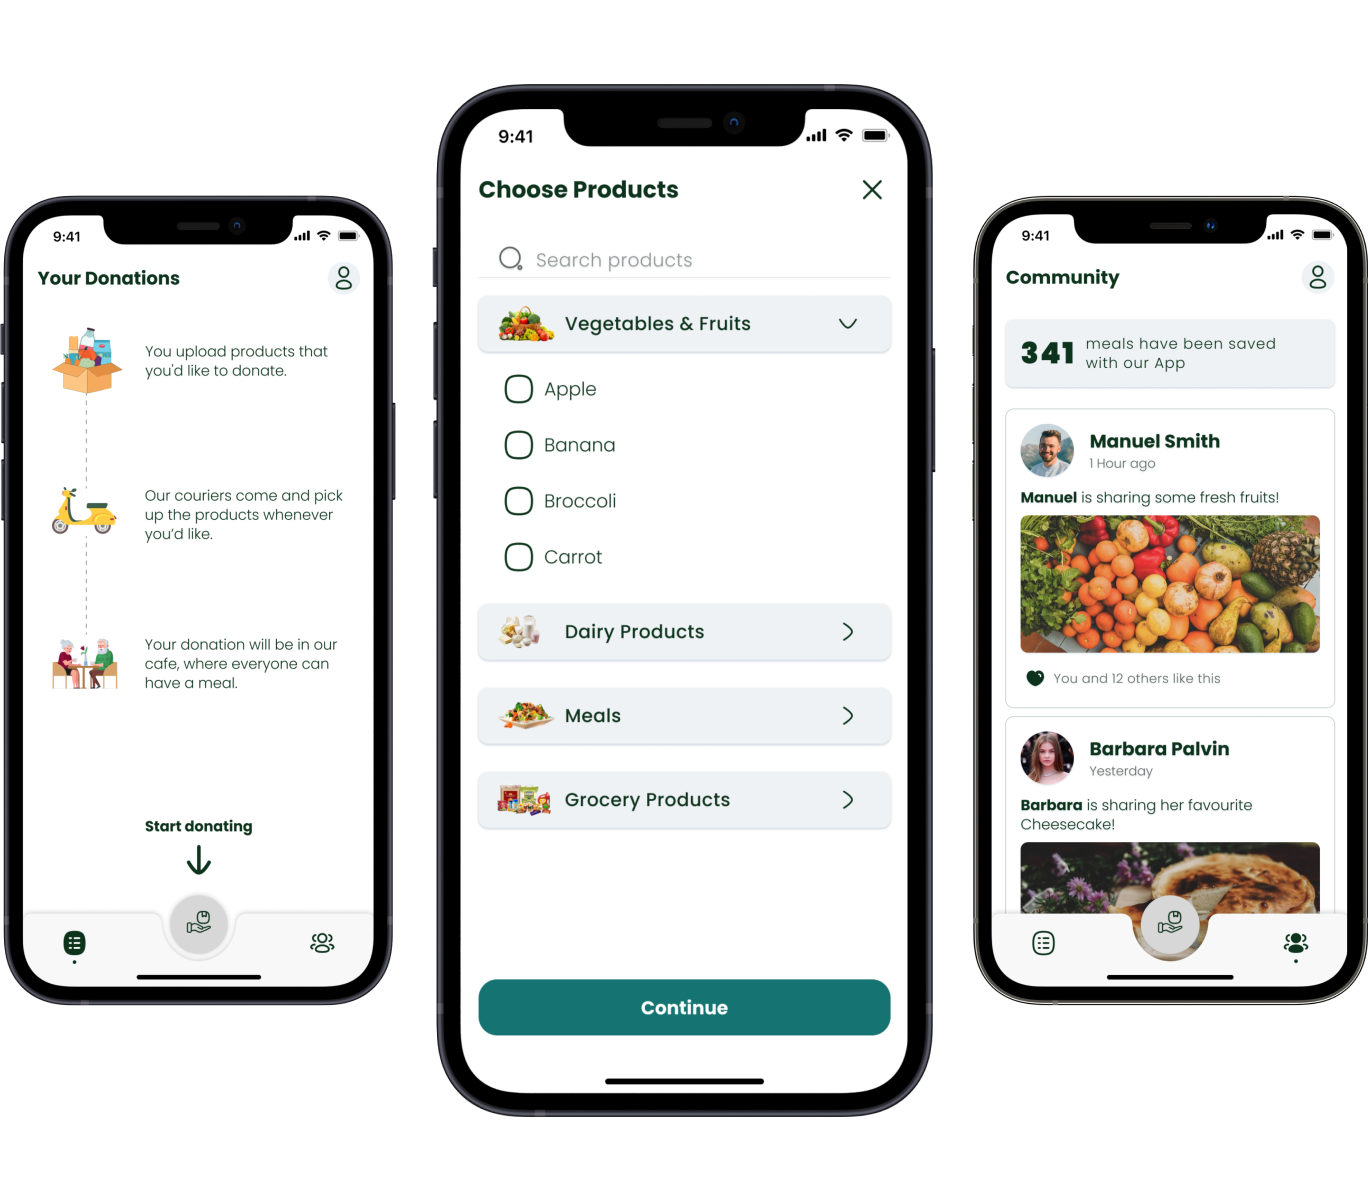 9:41
Your Donations
You upload products that
you'd like to donate.
Our couriers come and pick
up the products whenever
you’d like.
Your donation will be in our
cafe, where everyone can
have a meal.
Start donating
9:41
Choose Products
Search products
Vegetables & Fruits
Apple
Banana
Broccoli
Carrot
Dairy Products
Meals
Grocery Products
Continue
9:41
Community
341 meals have been saved
with our App
Manuel Smith
1 Hour ago
Manuel is sharing some fresh fruits!
You and 12 others like this
Barbara Palvin
Yesterday
Barbara is sharing her favourite
Cheesecake!